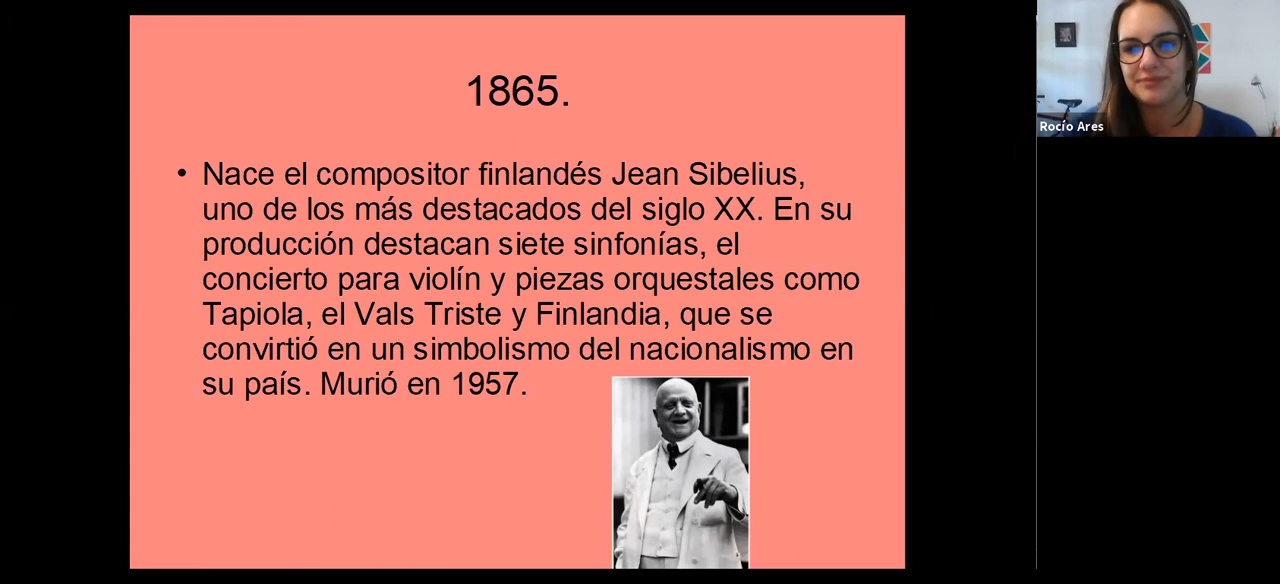 1865.
• Nace el compositor finlandés Jean Sibelius,
uno de los más destacados del siglo XX. En su
producción destacan siete sinfonías, el
concierto para violín y piezas orquestales como
Tapiola, el Vals Triste y Finlandia, que se
convirtió en un simbolismo del nacionalismo en
su país. Murió en 1957.
Rocío Ares